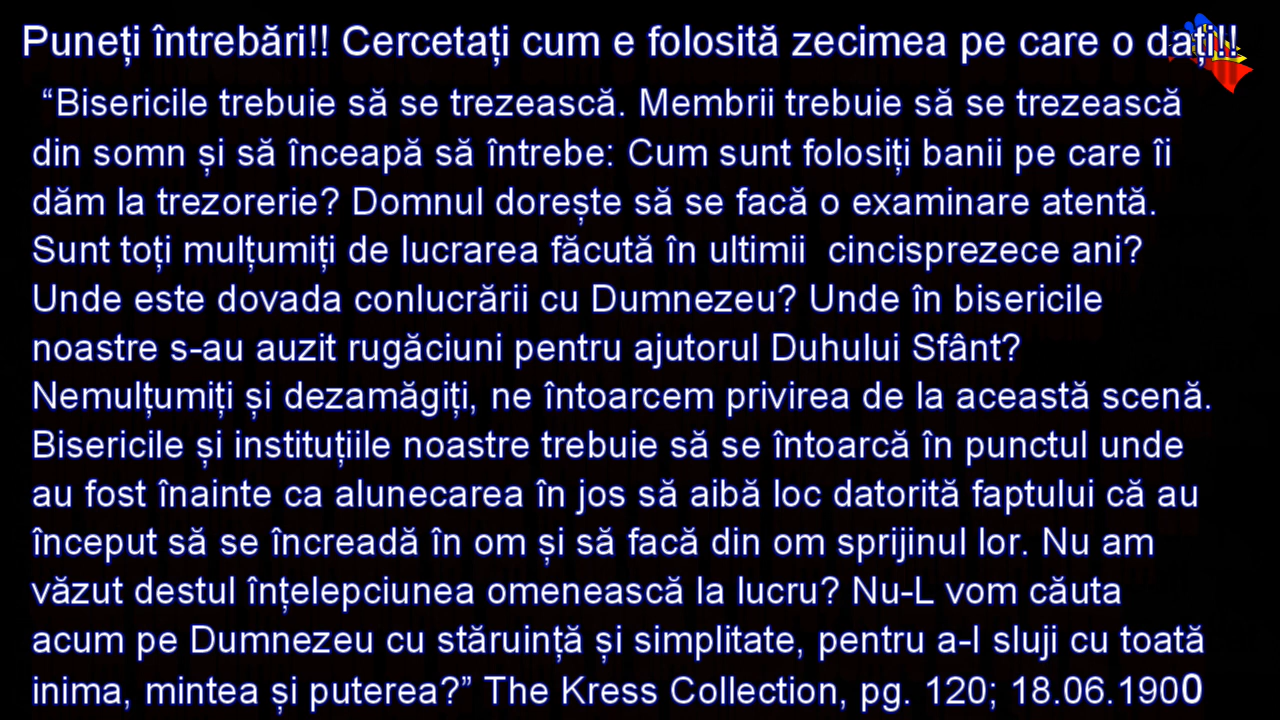 Puneți întrebări!! Cercetați cum e folosită zecimea pe care o dați!!
“Bisericile trebuie să se trezească. Membrii trebuie să se trezească
din somn și să înceapă să întrebe: Cum sunt folosiți banii pe care îi
dăm la trezorerie? Domnul dorește să se facă o examinare atentă.
Sunt toți mulțumiți de lucrarea făcută în ultimii  cincisprezece ani?
Unde este dovada conlucrării cu Dumnezeu? Unde în bisericile
noastre s-au auzit rugăciuni pentru ajutorul Duhului Sfânt?
Nemulțumiți și dezamăgiți, ne întoarcem privirea de la această scenă.
Bisericile și instituțiile noastre trebuie să se întoarcă în punctul unde
au fost înainte ca alunecarea în jos să aibă loc datorită faptului că au
început să se încreadă în om și să facă din om sprijinul lor. Nu am
văzut destul înțelepciunea omenească la lucru? Nu-L vom căuta
acum pe Dumnezeu cu stăruință și simplitate, pentru a-l sluji cu toată
inima, mintea și puterea?” The Kress Collection, pg. 120; 18.06.1900